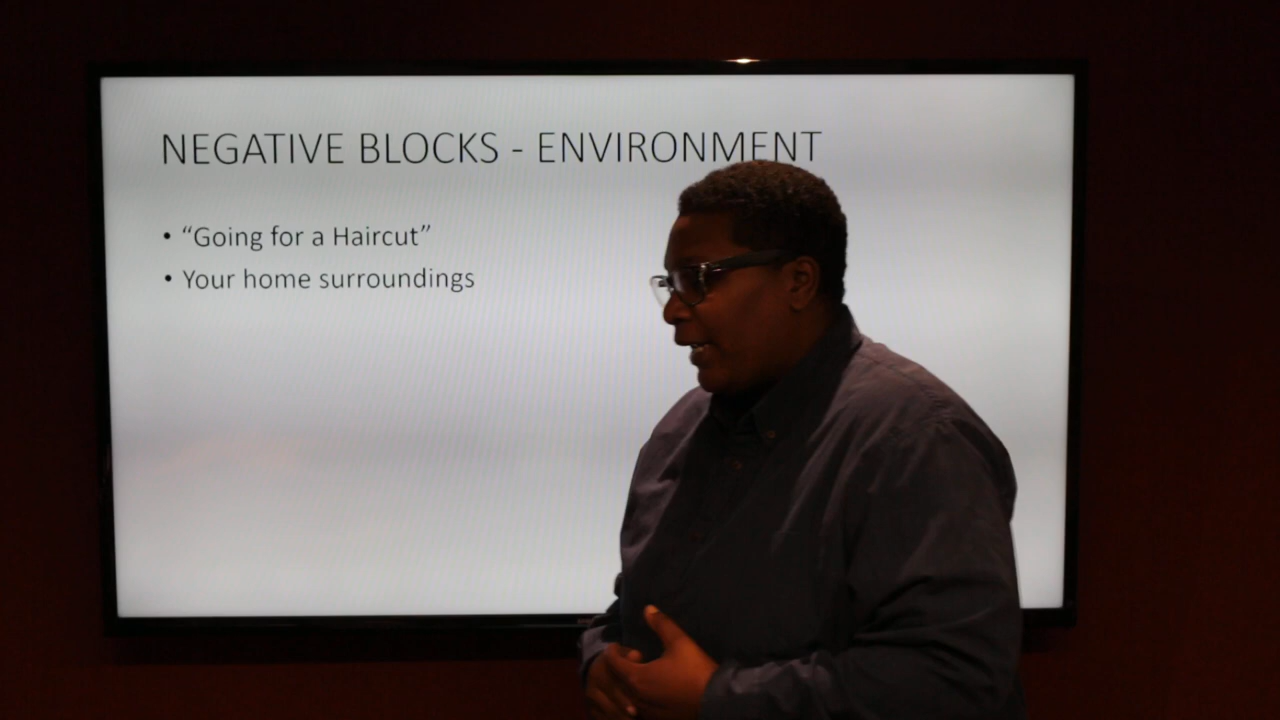 NEGATIVE BLOCKS - ENVIRONMENT
• “Going for a Haircut”
• Your home surroundings